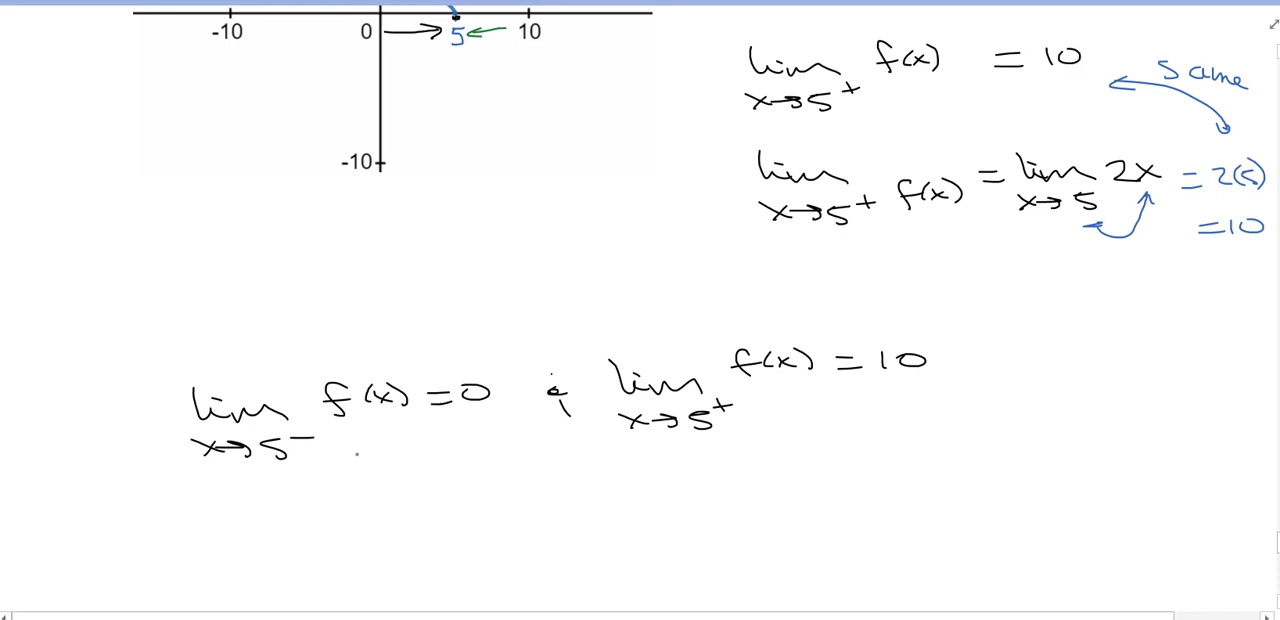 -10 0 5 10
-10
lim f(x) = 10
x→5⁺
same
lim f(x) = lim 2x = 2(5)
x→5⁺ x→5
=10
lim f(x) = 0 & lim f(x) = 10
x→5⁻ x→5⁺